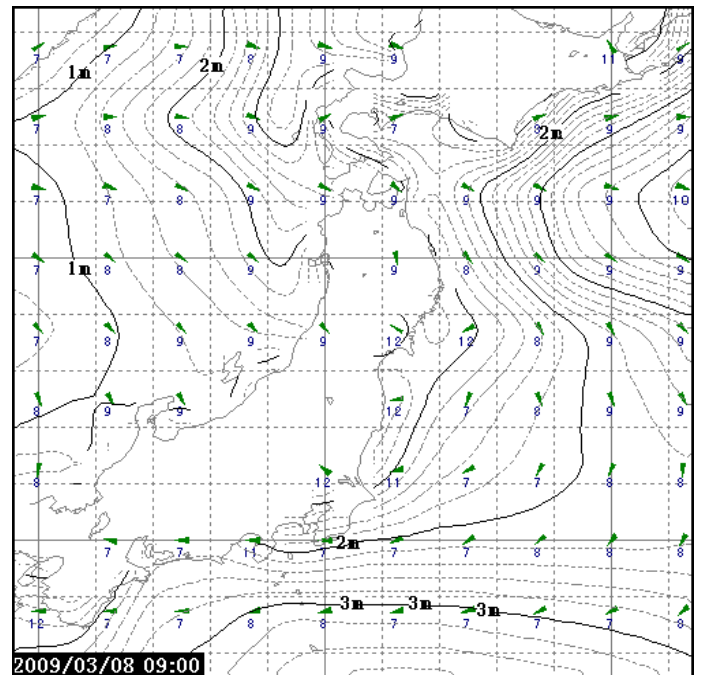 7 7 7 8 9 9 11 9
1m 2m
7 8 8 9 9 7 8 9 9
2m
7 7 8 9 9 9 9 9 9 10
7 8 8 9 9 8 9 9 9
1m
7 8 9 9 9 12 12 9 9 9
8 9 9 12 7 8 9 9
8 12 11 7 7 8 8
7 7 11 2m 7 7 8 8 8
12 7 7 7 3m 7 3m 7 3m 7 7 8
2009/03/08 09:00